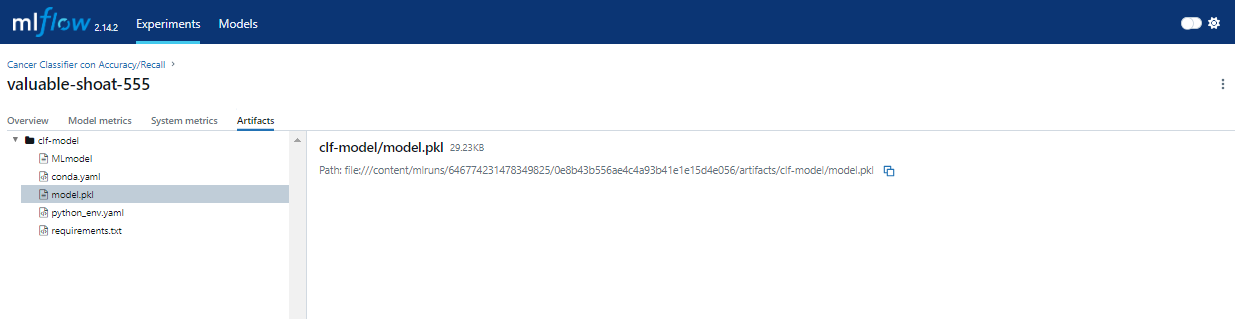 mlflow 2.14.2 Experiments Models
Cancer Classifier con Accuracy/Recall >
valuable-shoat-555
Overview Model metrics System metrics Artifacts
clf-model
MLmodel
conda.yaml
model.pkl
python_env.yaml
requirements.txt
clf-model/model.pkl 29.23KB
Path: file:///content/mlruns/646774231478349825/0e8b43b556ae4c4a93b41e1e15d4e056/artifacts/clf-model/model.pkl